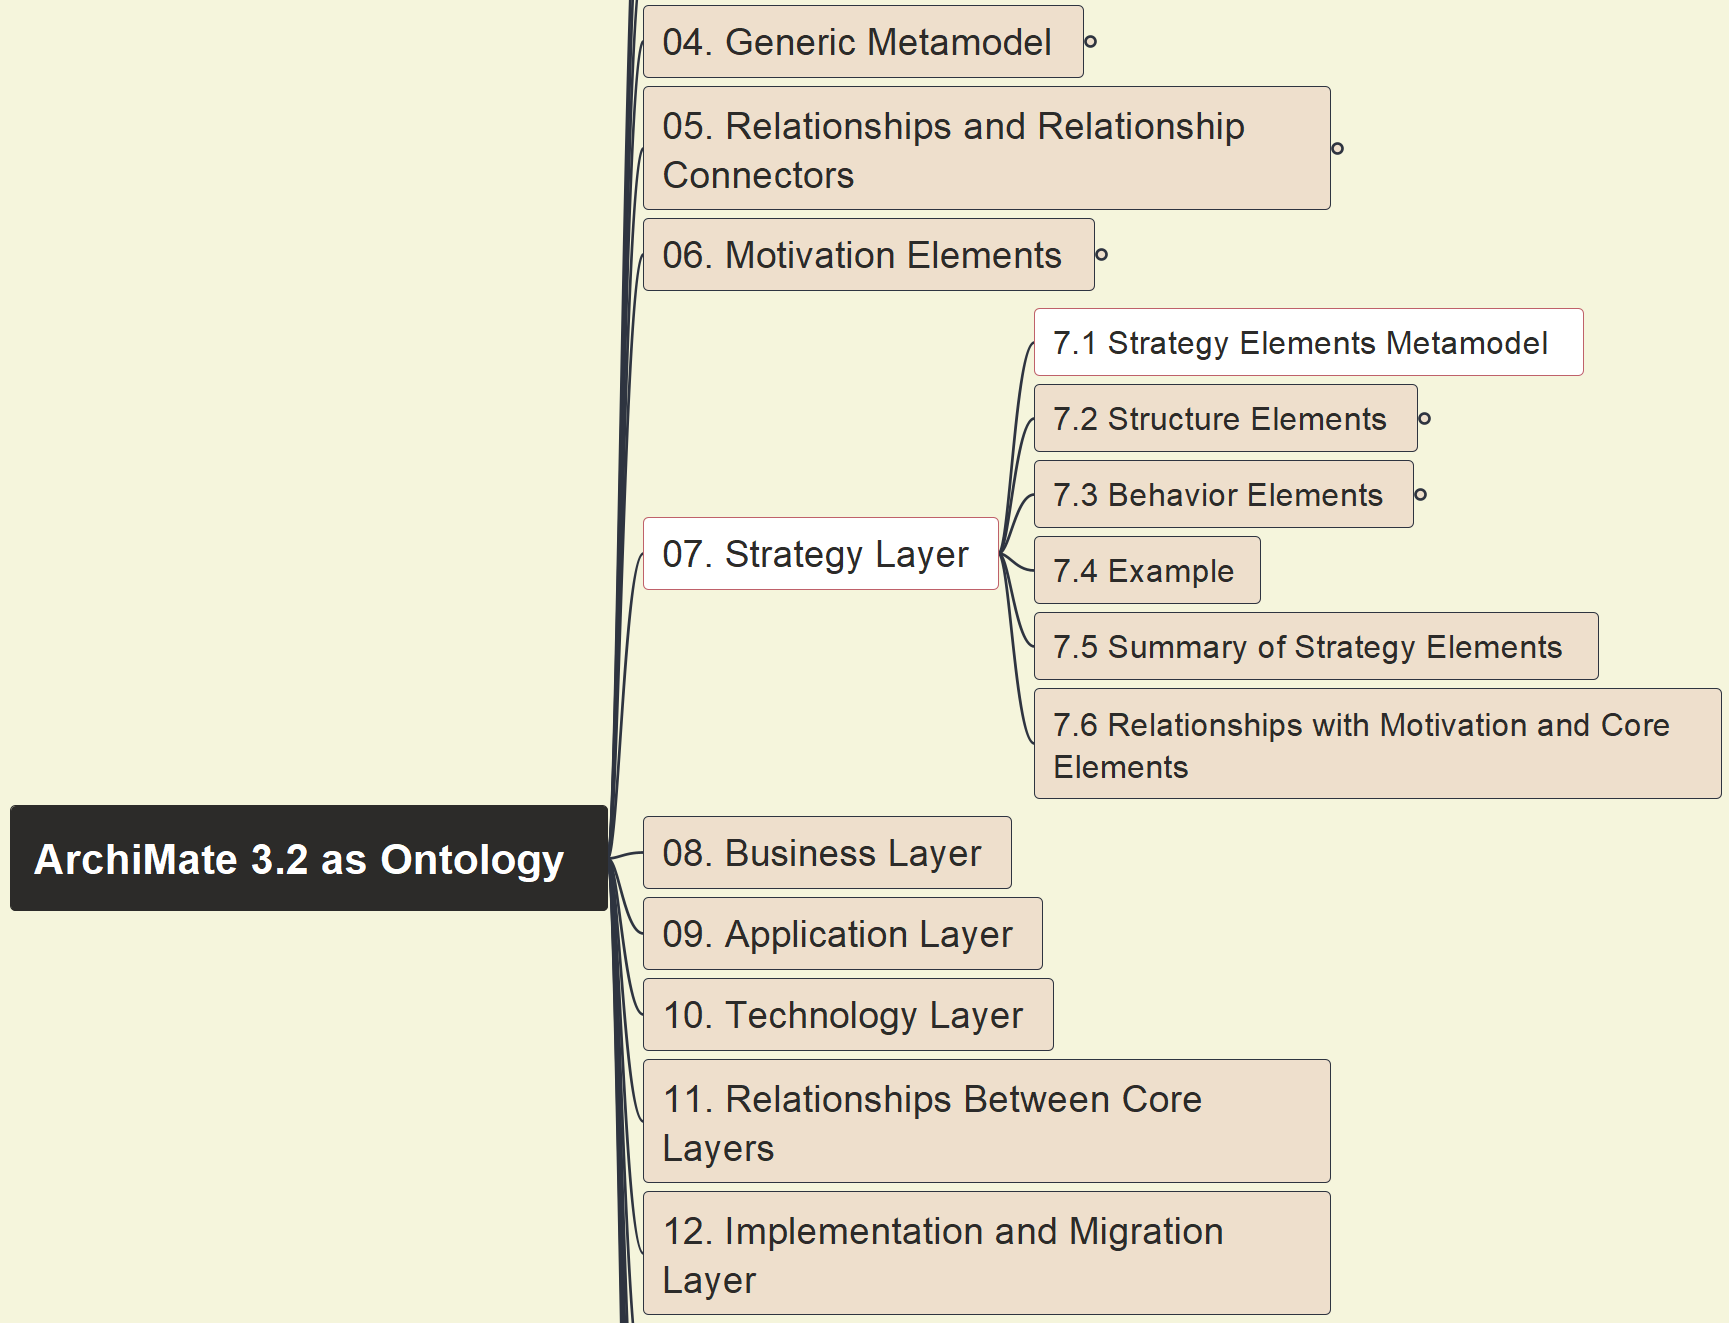 04. Generic Metamodel
05. Relationships and Relationship
Connectors
06. Motivation Elements
07. Strategy Layer
7.1 Strategy Elements Metamodel
7.2 Structure Elements
7.3 Behavior Elements
7.4 Example
7.5 Summary of Strategy Elements
7.6 Relationships with Motivation and Core
Elements
ArchiMate 3.2 as Ontology
08. Business Layer
09. Application Layer
10. Technology Layer
11. Relationships Between Core
Layers
12. Implementation and Migration
Layer